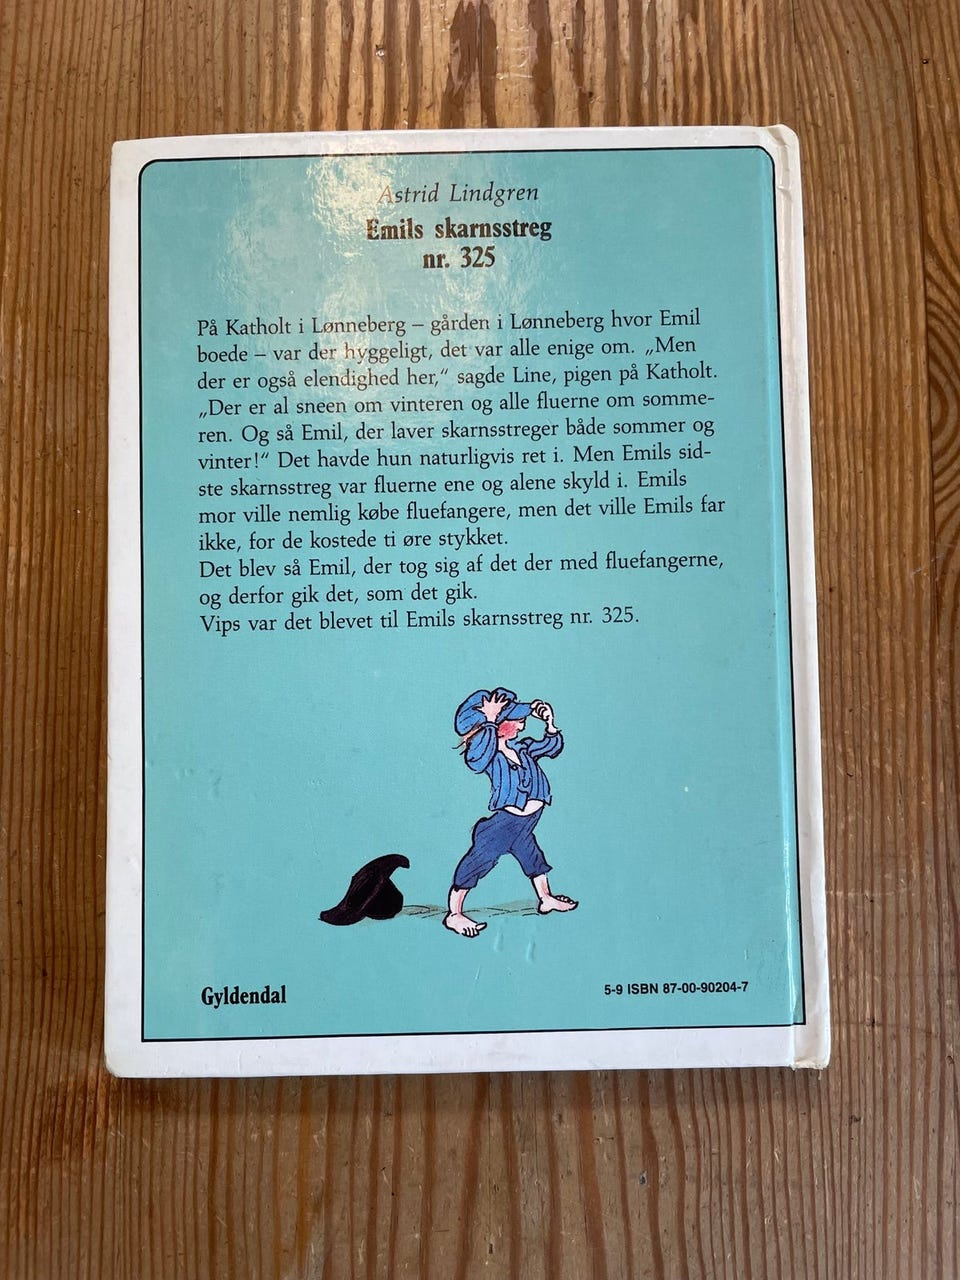 Astrid Lindgren
Emils skarnsstreg
nr. 325
På Katholt i Lønneberg – gården i Lønneberg hvor Emil
boede – var der hyggeligt, det var alle enige om. „Men
der er også elendighed her,“ sagde Line, pigen på Katholt.
„Der er al sneen om vinteren og alle fluerne om somme-
ren. Og så Emil, der laver skarnsstreger både sommer og
vinter!“ Det havde hun naturligvis ret i. Men Emils sid-
ste skarnsstreg var fluerne ene og alene skyld i. Emils
mor ville nemlig købe fluefangere, men det ville Emils far
ikke, for de kostede ti øre stykket.
Det blev så Emil, der tog sig af det der med fluefangerne,
og derfor gik det, som det gik.
Vips var det blevet til Emils skarnsstreg nr. 325.
Gyldendal
5-9 ISBN 87-00-90204-7